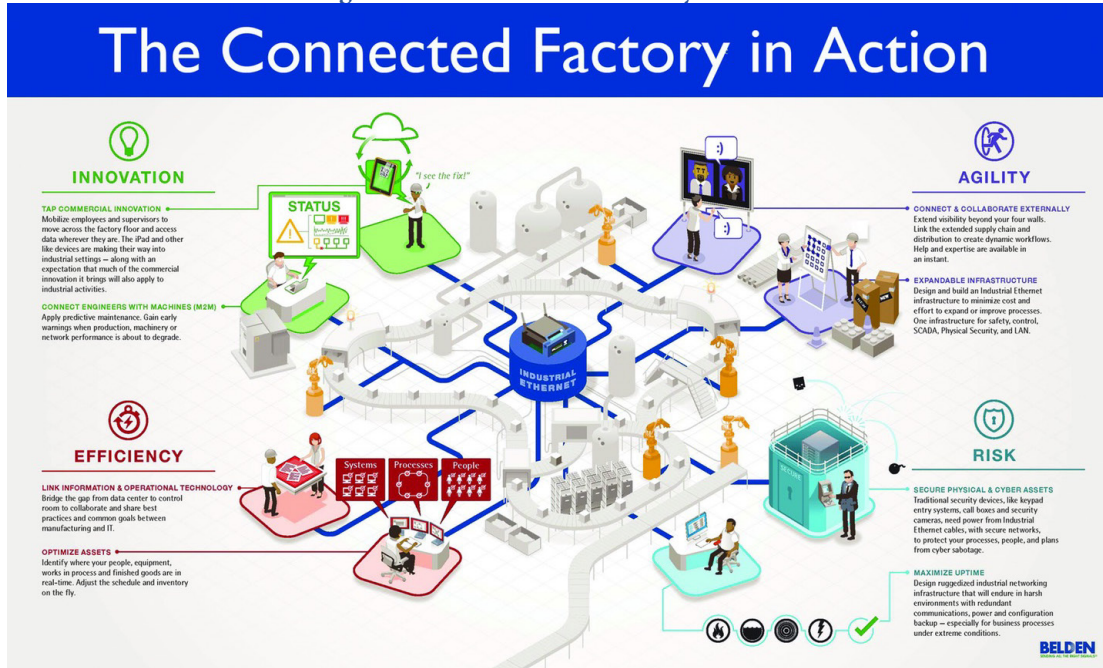 The Connected Factory in Action
INNOVATION
TAP COMMERCIAL INNOVATION
Mobilize employees and supervisors to
move across the factory floor and access
data wherever they are. The iPad and other
like devices are making their way into
industrial settings – along with an
expectation that much of the commercial
innovation it brings will also apply to
industrial activities.
CONNECT ENGINEERS WITH MACHINES (M2M)
Apply predictive maintenance. Gain early
warnings when production, machinery or
network performance is about to degrade.
STATUS
"I see the fix!"
:)
:)
AGILITY
CONNECT & COLLABORATE EXTERNALLY
Extend visibility beyond your four walls.
Link the extended supply chain and
distribution to create dynamic workflows.
Help and expertise are available in
an instant.
EXPANDABLE INFRASTRUCTURE
Design and build an Industrial Ethernet
infrastructure to minimize cost and
effort to expand or improve processes.
One infrastructure for safety, control,
SCADA, Physical Security, and LAN.
INDUSTRIAL
ETHERNET
EFFICIENCY
LINK INFORMATION & OPERATIONAL TECHNOLOGY
Bridge the gap from data center to control
room to collaborate and share best
practices and common goals between
manufacturing and IT.
OPTIMIZE ASSETS
Identify where your people, equipment,
works in process and finished goods are in
real-time. Adjust the schedule and inventory
on the fly.
Systems
Processes
People
SECURE
RISK
SECURE PHYSICAL & CYBER ASSETS
Traditional security devices, like keypad
entry systems, call boxes and security
cameras, need power from Industrial
Ethernet cables, with secure networks,
to protect your processes, people, and plans
from cyber sabotage.
MAXIMIZE UPTIME
Design ruggedized industrial networking
infrastructure that will endure in harsh
environments with redundant
communications, power and configuration
backup – especially for business processes
under extreme conditions.
BELDEN